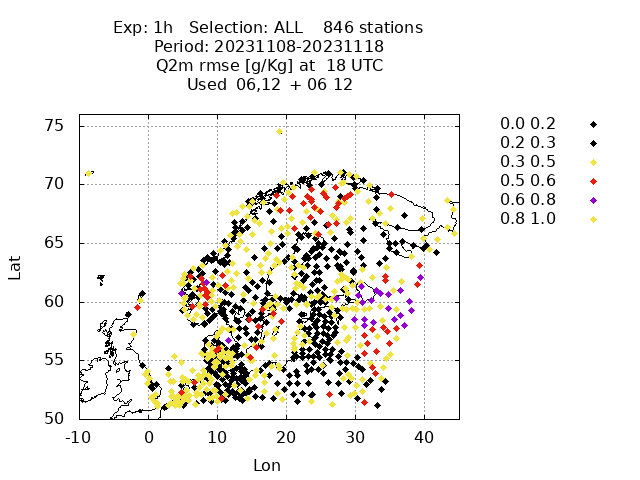 Exp: 1h   Selection: ALL    846 stations
Period: 20231108-20231118
Q2m rmse [g/Kg] at  18 UTC
Used  06,12  + 06 12
0.0 0.2
0.2 0.3
0.3 0.5
0.5 0.6
0.6 0.8
0.8 1.0
75
70
65
60
55
50
Lat
-10 0 10 20 30 40
Lon